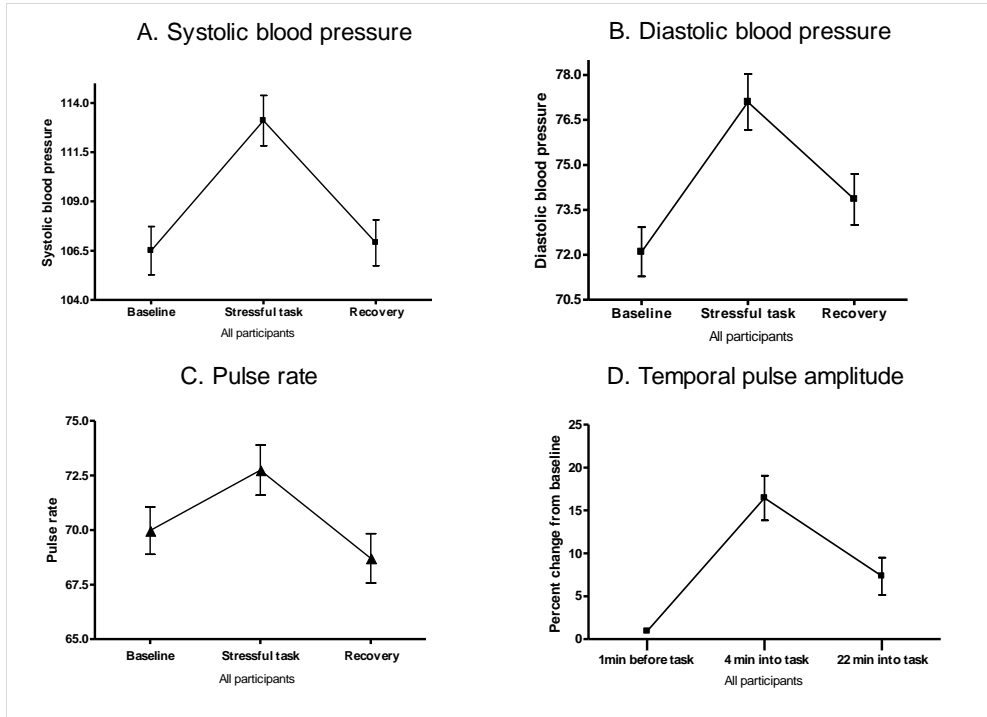 A. Systolic blood pressure
Systolic blood pressure
114.0
111.5
109.0
106.5
104.0
Baseline Stressful task Recovery
All participants
B. Diastolic blood pressure
Diastolic blood pressure
78.0
76.5
75.0
73.5
72.0
70.5
Baseline Stressful task Recovery
All participants
C. Pulse rate
Pulse rate
75.0
72.5
70.0
67.5
65.0
Baseline Stressful task Recovery
All participants
D. Temporal pulse amplitude
Percent change from baseline
25
20
15
10
5
0
1min before task 4 min into task 22 min into task
All participants